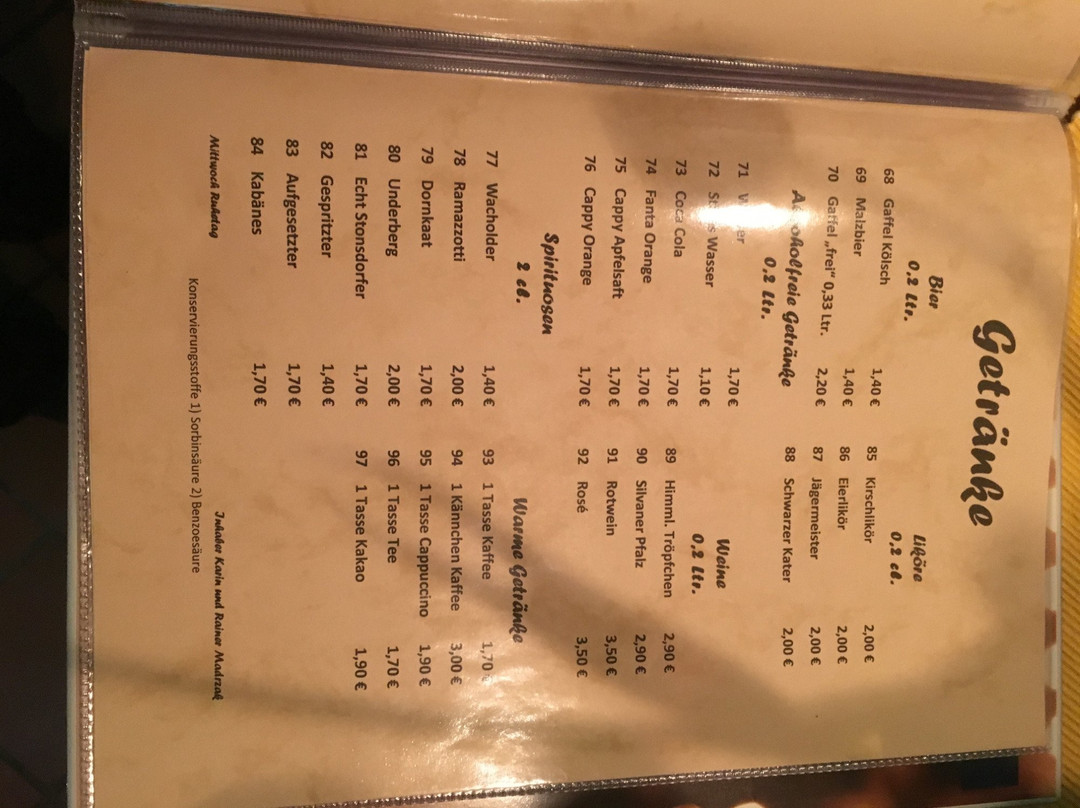 Getränke
Bier
0,2 Ltr.
68 Gaffel Kölsch 1,40 €
69 Malzbier 1,40 €
70 Gaffel „frei“ 0,33 Ltr. 2,20 €
Alkoholfreie Getränke
0,2 Ltr.
71 1,70 €
72 Wasser 1,10 €
73 Coca Cola 1,70 €
74 Fanta Orange 1,70 €
75 Cappy Apfelsaft 1,70 €
76 Cappy Orange 1,70 €
Spirituosen
2 cl.
77 Wacholder 1,40 €
78 Ramazzotti 2,00 €
79 Dornkaat 1,70 €
80 Underberg 2,00 €
81 Echt Stonsdorfer 1,70 €
82 Gespritzter 1,40 €
83 Aufgesetzter 1,70 €
84 Kabänes 1,70 €
Liköre
0,2 cl.
85 Kirschlikör 2,00 €
86 Eierlikör 2,00 €
87 Jägermeister 2,00 €
88 Schwarzer Kater 2,00 €
Weine
0,2 Ltr.
89 Himml. Tröpfchen 2,90 €
90 Silvaner Pfalz 2,90 €
91 Rotwein 3,50 €
92 Rosé 3,50 €
Warme Getränke
93 1 Tasse Kaffee 1,70 €
94 1 Kännchen Kaffee 3,00 €
95 1 Tasse Cappuccino 1,90 €
96 1 Tasse Tee 1,70 €
97 1 Tasse Kakao 1,90 €
Mittwoch Ruhetag
Inhaber Karin und Rainer Madrzak
Konservierungsstoffe 1) Sorbinsäure 2) Benzoesäure